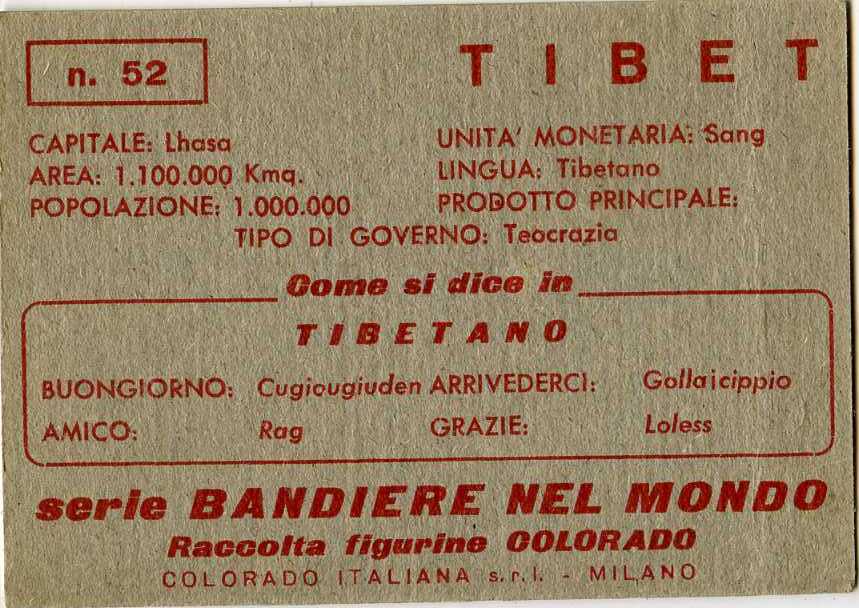 n. 52
TIBET
CAPITALE: Lhasa
AREA: 1.100.000 Kmq.
POPOLAZIONE: 1.000.000
UNITA' MONETARIA: Sang
LINGUA: Tibetano
PRODOTTO PRINCIPALE:
TIPO DI GOVERNO: Teocrazia
Come si dice in
TIBETANO
BUONGIORNO: Cugiougiuden ARRIVEDERCI: Gollaicippio
AMICO: Rag GRAZIE: Loless
serie BANDIERE NEL MONDO
Raccolta figurine COLORADO
COLORADO ITALIANA s.r.l. - MILANO